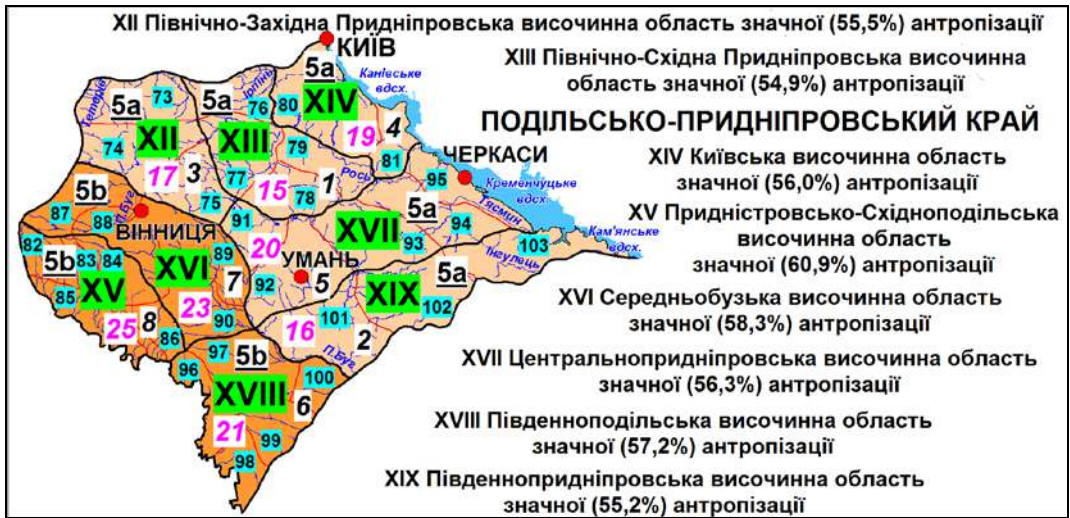 XII Північно-Західна Придніпровська височинна область значної (55,5%) антропізації
КИЇВ
XIII Північно-Східна Придніпровська височинна
область значної (54,9%) антропізації
ПОДІЛЬСЬКО-ПРИДНІПРОВСЬКИЙ КРАЙ
XIV Київська височинна область
значної (56,0%) антропізації
XV Придністровсько-Східноподільська
височинна область
значної (60,9%) антропізації
XVI Середньобузька височинна область
значної (58,3%) антропізації
XVII Центральнопридніпровська височинна область
значної (56,3%) антропізації
XVIII Південноподільська височинна область
значної (57,2%) антропізації
XIX Південнопридніпровська височинна область
значної (55,2%) антропізації
5a
Канівське
вдсх.
Тетерів
5a
73
5a
Ірпінь
76
80
XIV
XII
XIII
19
4
74
79
81
ЧЕРКАСИ
17
3
77
15
1
Рось
95
Кременчуцьке
вдсх.
5b
75
78
87
88
П.Буг
91
5a
Тясмин
ВІННИЦЯ
20
XVII
94
93
103
Кам'янське
вдсх.
82
5b
83
84
XVI
89
УМАНЬ
Інгулець
XV
7
92
5
XIX
5a
85
23
25
8
90
101
102
86
16
2
97
5b
П.Буг
96
100
XVIII
6
21
99
98